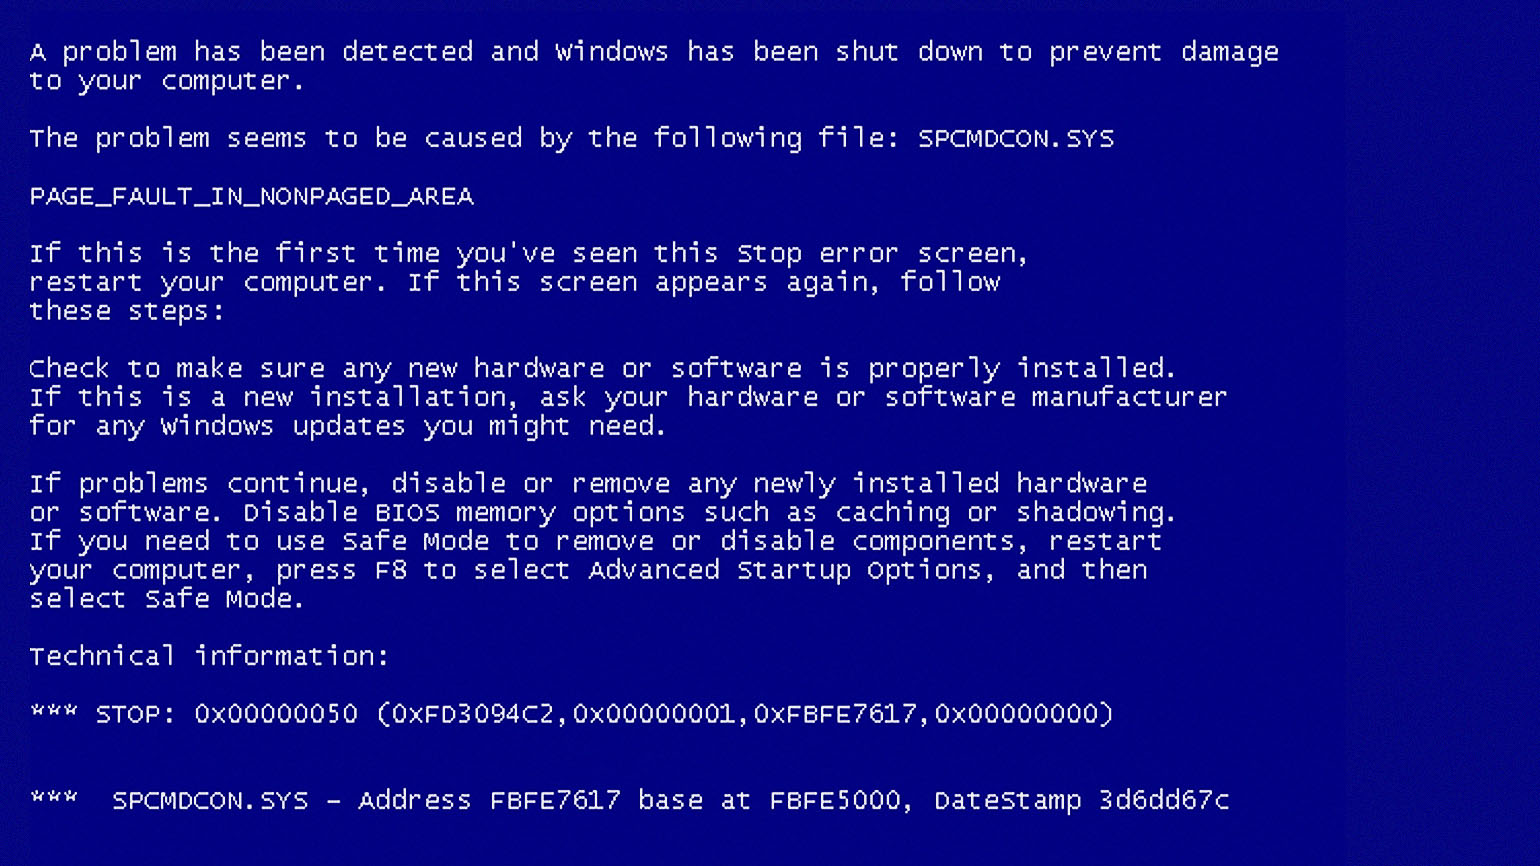 A problem has been detected and Windows has been shut down to prevent damage
to your computer.
The problem seems to be caused by the following file: SPCMDCON.SYS
PAGE_FAULT_IN_NONPAGED_AREA
If this is the first time you've seen this Stop error screen,
restart your computer. If this screen appears again, follow
these steps:
Check to make sure any new hardware or software is properly installed.
If this is a new installation, ask your hardware or software manufacturer
for any Windows updates you might need.
If problems continue, disable or remove any newly installed hardware
or software. Disable BIOS memory options such as caching or shadowing.
If you need to use Safe Mode to remove or disable components, restart
your computer, press F8 to select Advanced Startup Options, and then
select Safe Mode.
Technical information:
*** STOP: 0x00000050 (0xFD3094C2,0x00000001,0xFBFE7617,0x00000000)
***  SPCMDCON.SYS – Address FBFE7617 base at FBFE5000, DateStamp 3d6dd67c